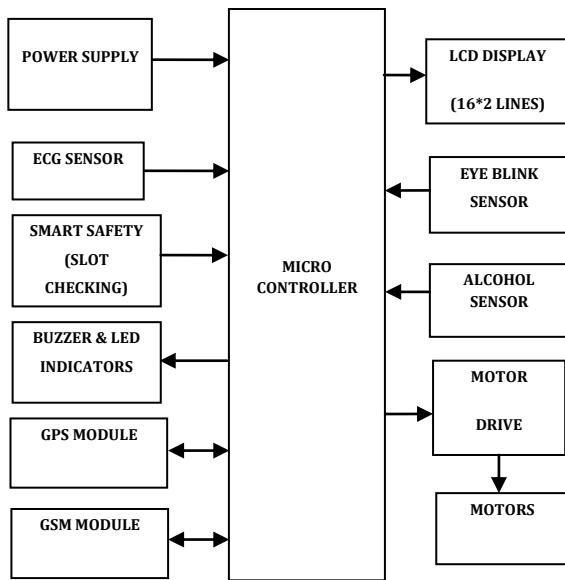 POWER SUPPLY
ECG SENSOR
SMART SAFETY
(SLOT
CHECKING)
BUZZER & LED
INDICATORS
GPS MODULE
GSM MODULE
MICRO
CONTROLLER
LCD DISPLAY
(16*2 LINES)
EYE BLINK
SENSOR
ALCOHOL
SENSOR
MOTOR
DRIVE
MOTORS